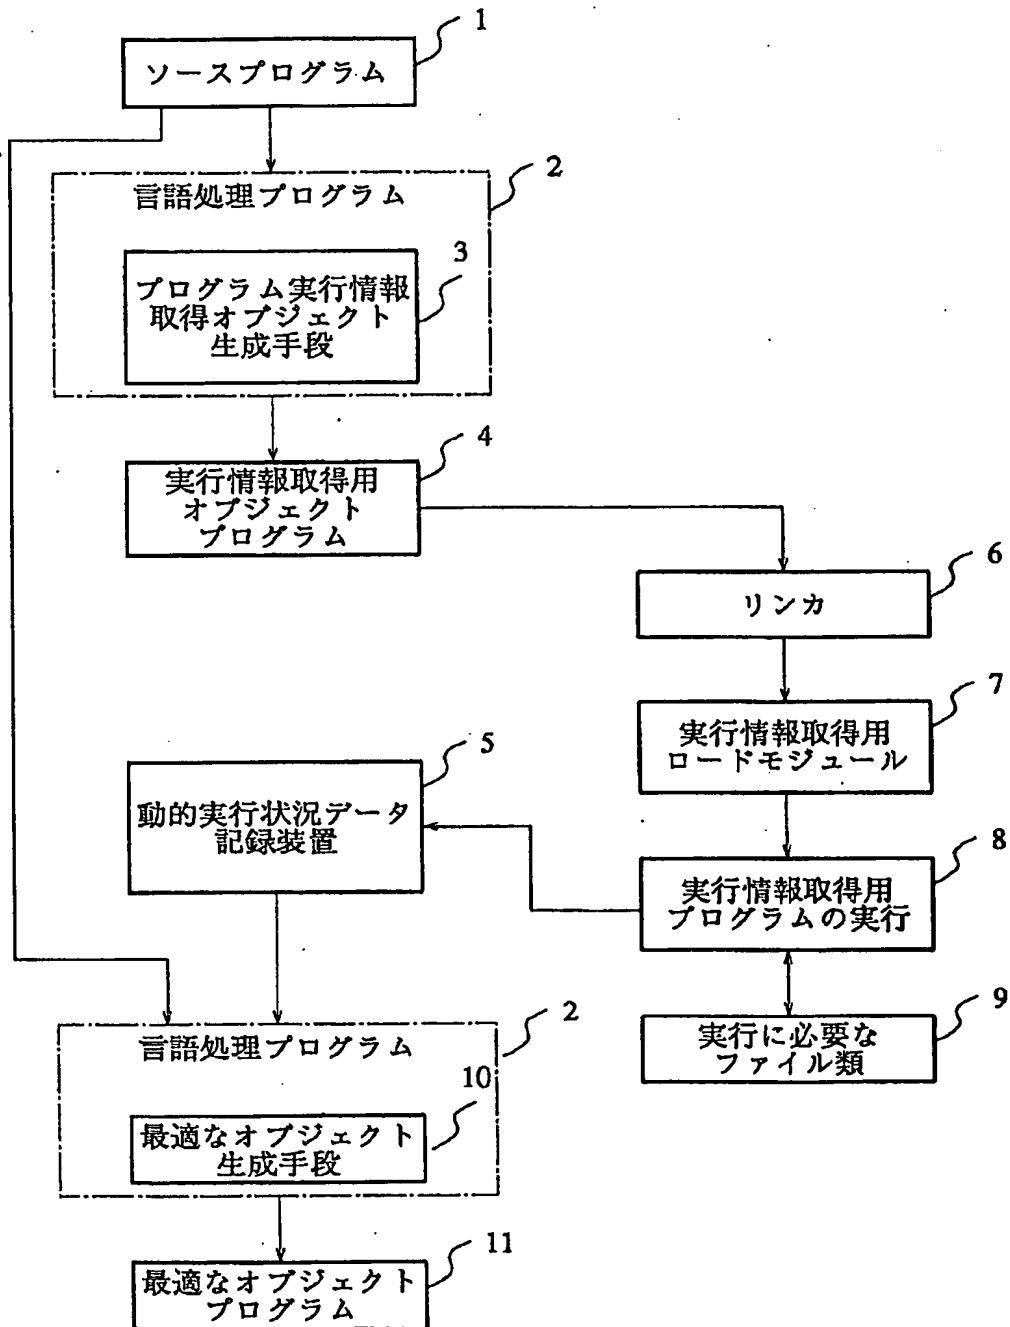 1
ソースプログラム
2
言語処理プログラム
3
プログラム実行情報
取得オブジェクト
生成手段
4
実行情報取得用
オブジェクト
プログラム
6
リンカ
7
実行情報取得用
ロードモジュール
5
動的実行状況データ
記録装置
8
実行情報取得用
プログラムの実行
9
実行に必要な
ファイル類
2
言語処理プログラム
10
最適なオブジェクト
生成手段
11
最適なオブジェクト
プログラム